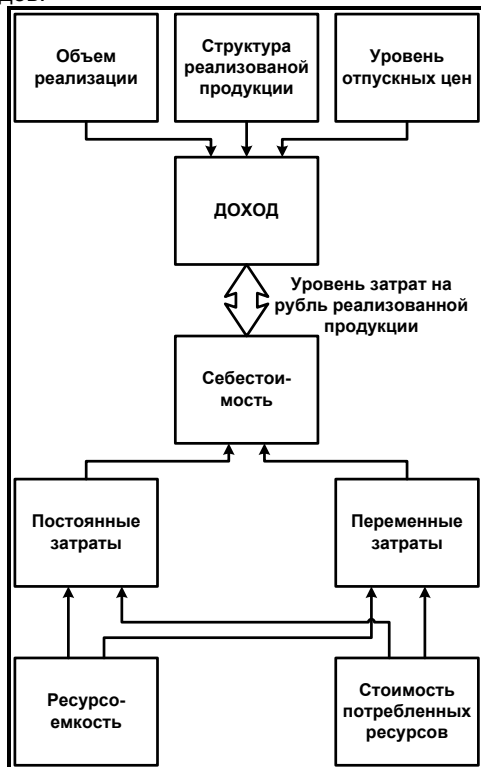 дов.
Объем
реализации
Структура
реализованой
продукции
Уровень
отпускных цен
ДОХОД
Уровень затрат на
рубль реализованной
продукции
Себестои-
мость
Постоянные
затраты
Переменные
затраты
Ресурсо-
емкость
Стоимость
потребленных
ресурсов